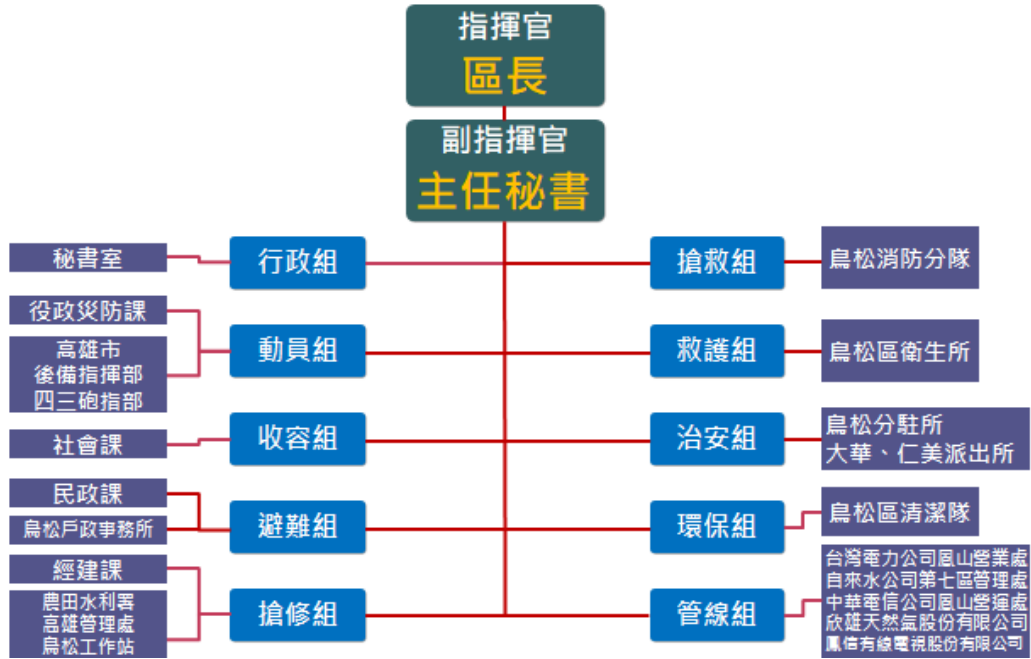 指揮官
區長
副指揮官
主任秘書
秘書室
行政組
搶救組
鳥松消防分隊
役政災防課
高雄市
後備指揮部
四三砲指部
動員組
救護組
鳥松區衛生所
社會課
收容組
治安組
鳥松分駐所
大華、仁美派出所
民政課
鳥松戶政事務所
避難組
環保組
鳥松區清潔隊
經建課
農田水利署
高雄管理處
鳥松工作站
搶修組
管線組
台灣電力公司鳳山營業處
自來水公司第七區管理處
中華電信公司鳳山營運處
欣雄天然氣股份有限公司
鳳信有線電視股份有限公司